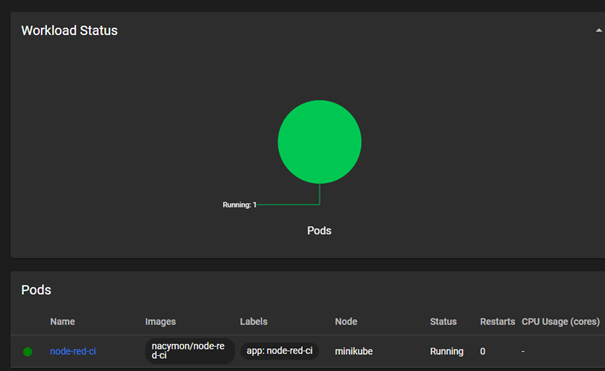 Workload Status
Running: 1
Pods
Pods
Name Images Labels Node Status Restarts CPU Usage (cores)
node-red-ci nacymon/node-re app: node-red-ci minikube Running 0 -
d-ci